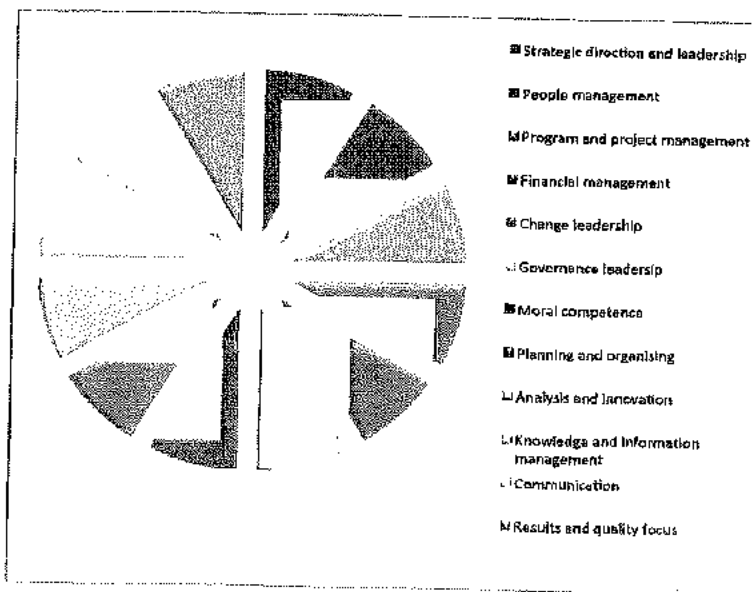 Strategic direction and leadership
People management
Program and project management
Financial management
Change leadership
Governance leadersip
Moral competence
Planning and organising
Analysis and Innovation
Knowledge and information
management
Communication
Results and quality focus